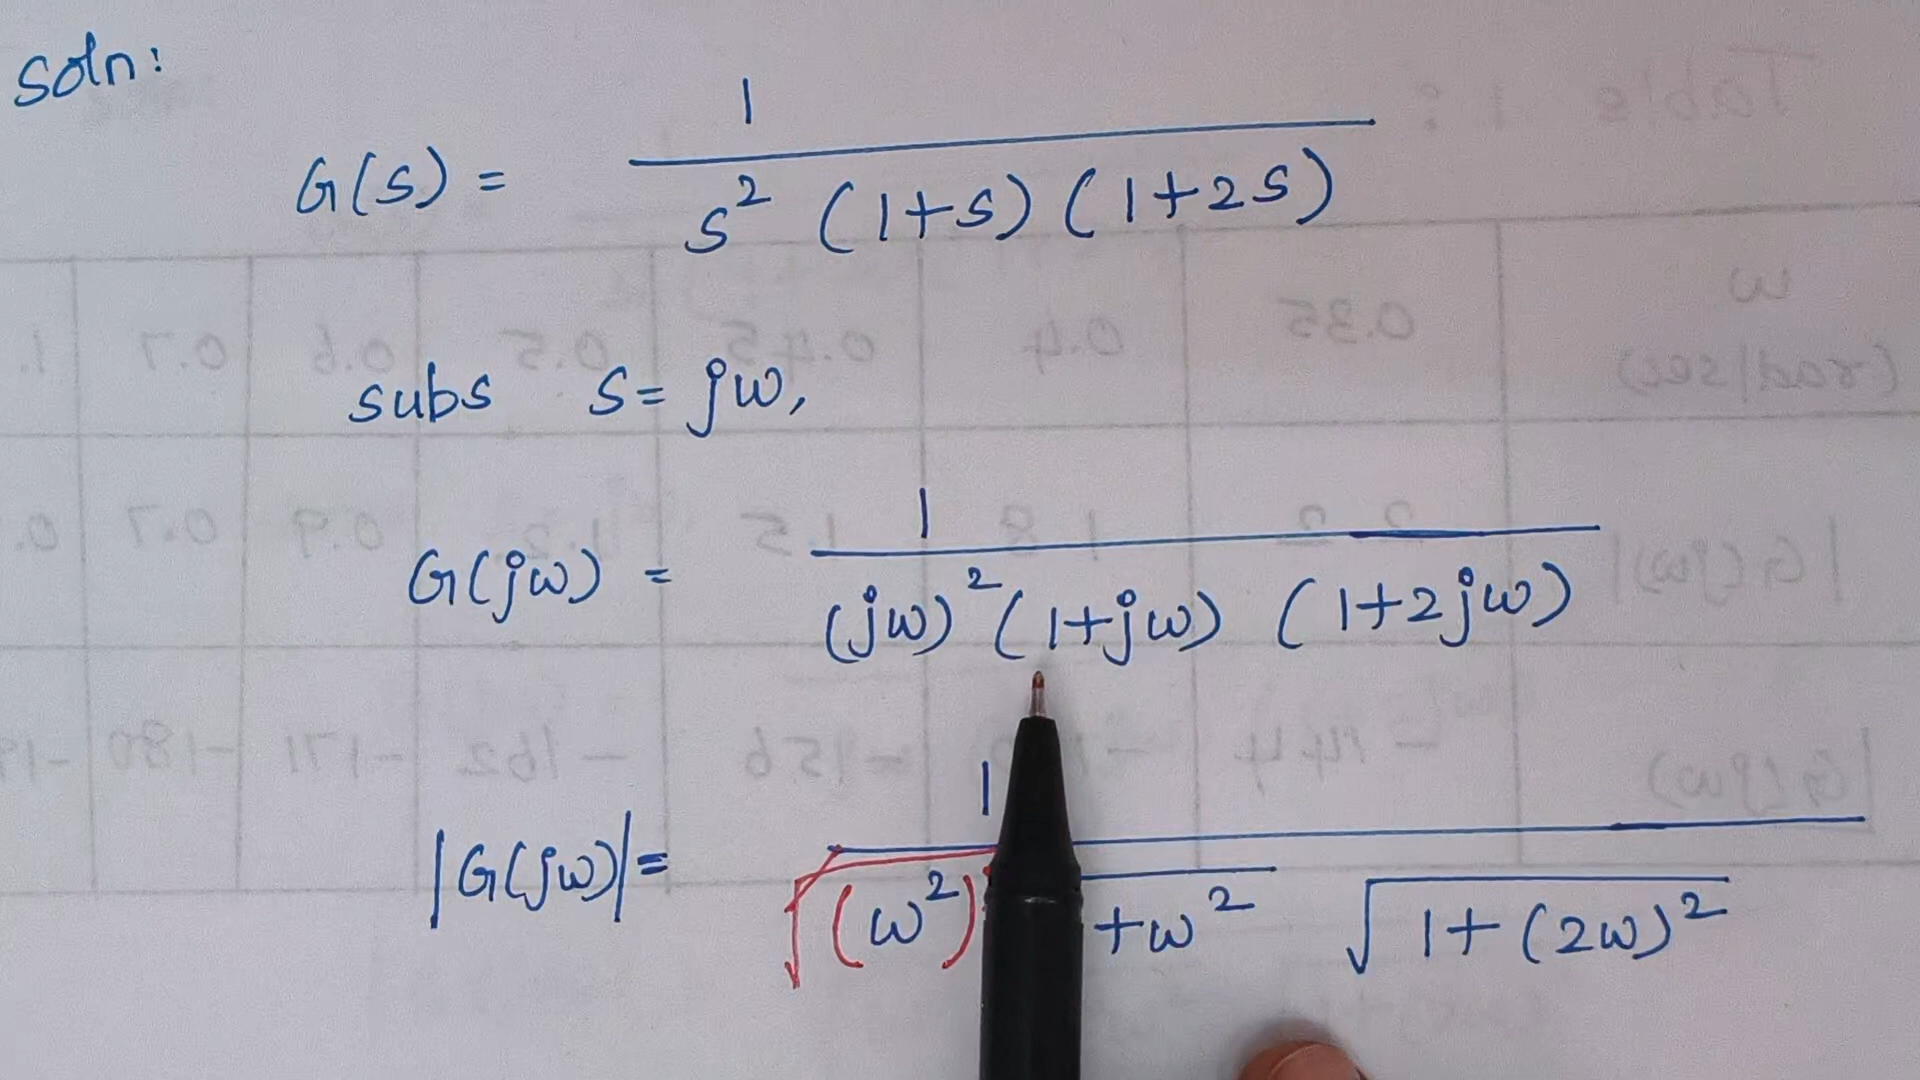 Soln:
G(s) = 1 / s² (1+s) (1+2s)
subs s = jω,
G(jω) = 1 / (jω)² (1+jω) (1+2jω)
|G(jω)| = 1 / √(ω²) +ω² √1+(2ω)²